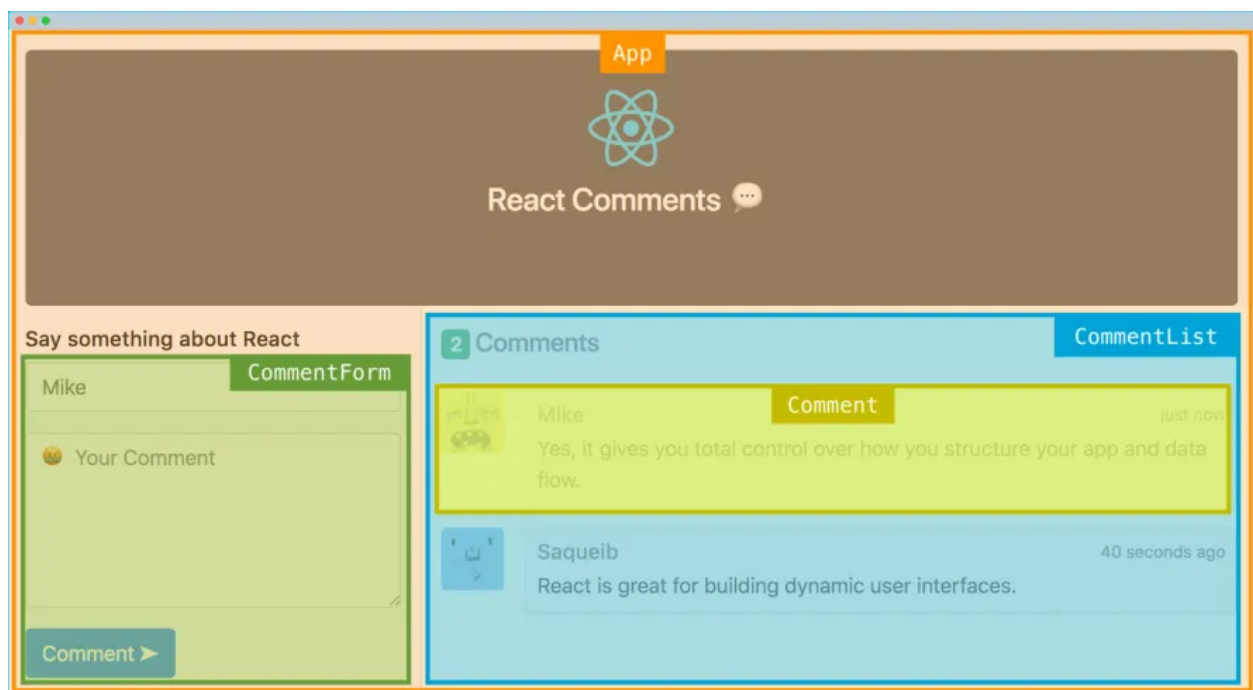 App
React Comments 💬
Say something about React
CommentForm
Mike
Your Comment
Comment ➤
2 Comments
CommentList
Comment
Mike
just now
Yes, it gives you total control over how you structure your app and data
flow.
Saqueib
40 seconds ago
React is great for building dynamic user interfaces.